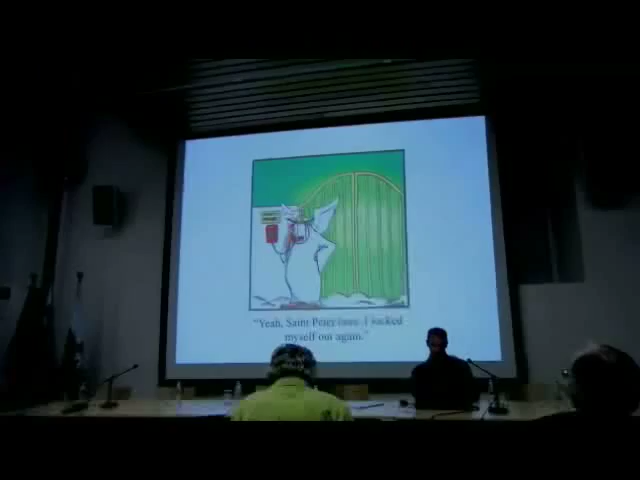 "Yeah, Saint Peter here. I locked
myself out again."